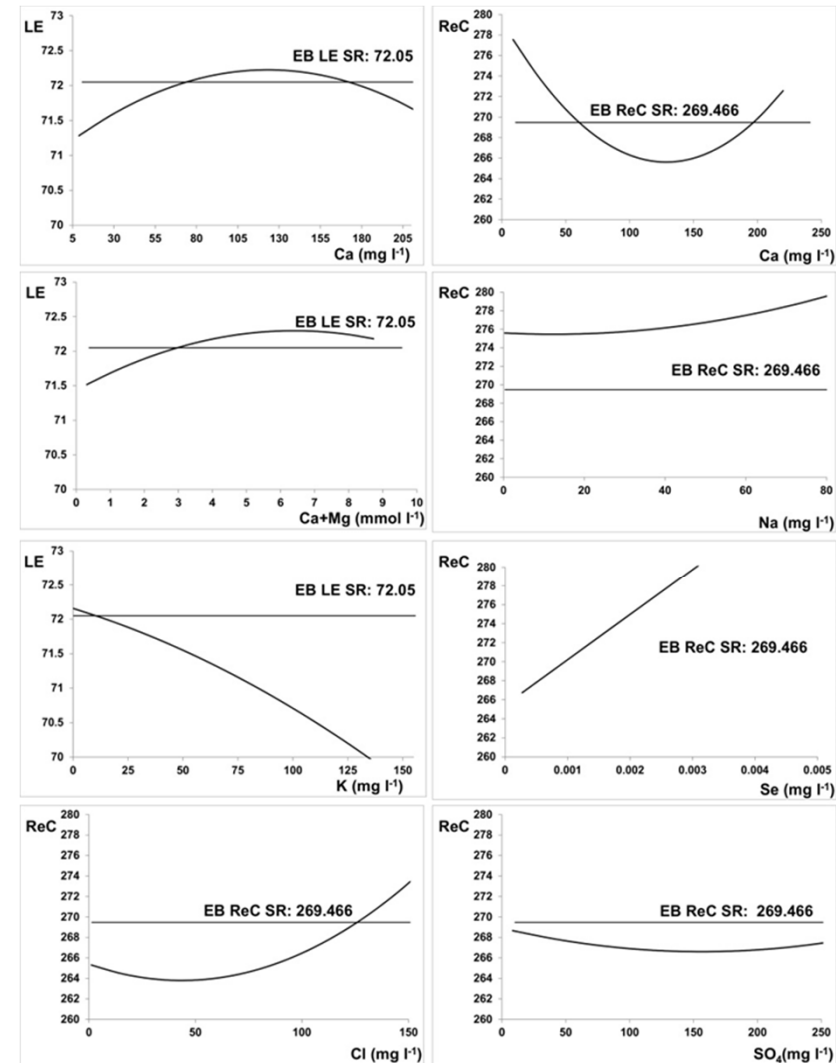 LE
73
72.5
72
71.5
71
70.5
70
EB LE SR: 72.05
5 30 55 80 105 130 155 180 205
Ca (mg l-1)
ReC
280
278
276
274
272
270
268
266
264
262
260
EB ReC SR: 269.466
0 50 100 150 200 250
Ca (mg l-1)
LE
73
72.5
72
71.5
71
70.5
70
EB LE SR: 72.05
0 1 2 3 4 5 6 7 8 9 10
Ca+Mg (mmol l-1)
ReC
280
278
276
274
272
270
268
266
264
262
260
EB ReC SR: 269.466
0 20 40 60 80
Na (mg l-1)
LE
73
72.5
72
71.5
71
70.5
70
EB LE SR: 72.05
0 25 50 75 100 125 150
K (mg l-1)
ReC
280
278
276
274
272
270
268
266
264
262
260
EB ReC SR: 269.466
0 0.001 0.002 0.003 0.004 0.005
Se (mg l-1)
ReC
280
278
276
274
272
270
268
266
264
262
260
EB ReC SR: 269.466
0 50 100 150
Cl (mg l-1)
ReC
280
278
276
274
272
270
268
266
264
262
260
EB ReC SR: 269.466
0 50 100 150 200 250
SO4(mg l-1)